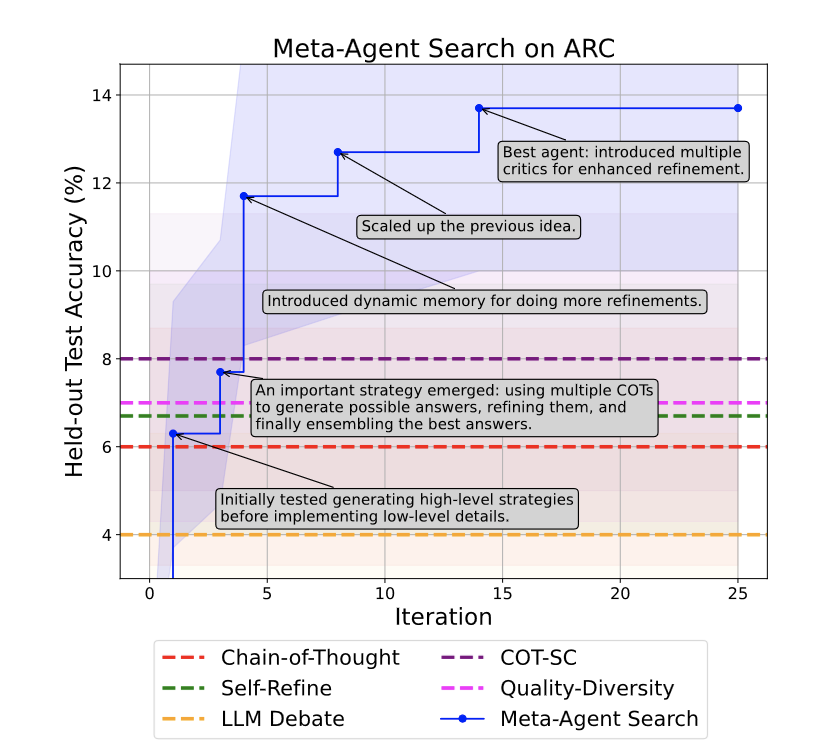 Meta-Agent Search on ARC
Held-out Test Accuracy (%)
14
12
10
8
6
4
Best agent: introduced multiple
critics for enhanced refinement.
Scaled up the previous idea.
Introduced dynamic memory for doing more refinements.
An important strategy emerged: using multiple COTs
to generate possible answers, refining them, and
finally ensembling the best answers.
Initially tested generating high-level strategies
before implementing low-level details.
0 5 10 15 20 25
Iteration
Chain-of-Thought
Self-Refine
LLM Debate
COT-SC
Quality-Diversity
Meta-Agent Search